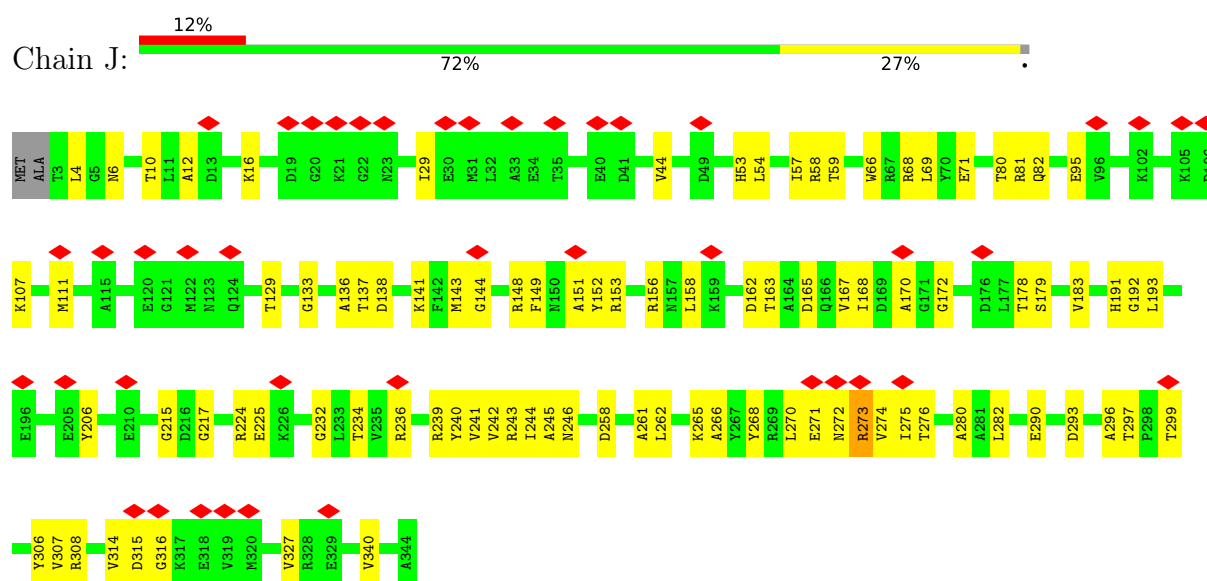 12%
Chain J:
72% 27% •
MET ALA T3 L4 G5 N6 T10 L11 A12 D13 K16 D19 G20 K21 G22 N23 I29 E30 M31 L32 A33 E34 T35 E40 D41 V44 D49 H53 L54 I57 R58 T59 W66 R67 R68 L69 Y70 E71 T80 R81 Q82 E95 V96 K102 K105
K107 M111 A115 E120 G121 M122 N123 Q124 T129 G133 A136 T137 D138 K141 F142 M143 G144 R148 F149 N150 A151 Y152 R153 R156 N157 L158 K159 D162 T163 A164 D165 Q166 V167 I168 D169 A170 G171 G172 D176 L177 T178 S179 V183 H191 G192 L193
E196 E205 Y206 E210 G215 D216 G217 R224 E225 K226 G232 L233 T234 V235 R236 R239 Y240 V241 V242 R243 I244 A245 N246 D258 A261 L262 K265 A266 Y267 Y268 R269 L270 E271 N272 R273 V274 I275 T276 A280 A281 L282 E290 D293 A296 T297 P298 T299
Y306 V307 R308 V314 D315 G316 K317 E318 V319 M320 V327 R328 E329 V340 A344